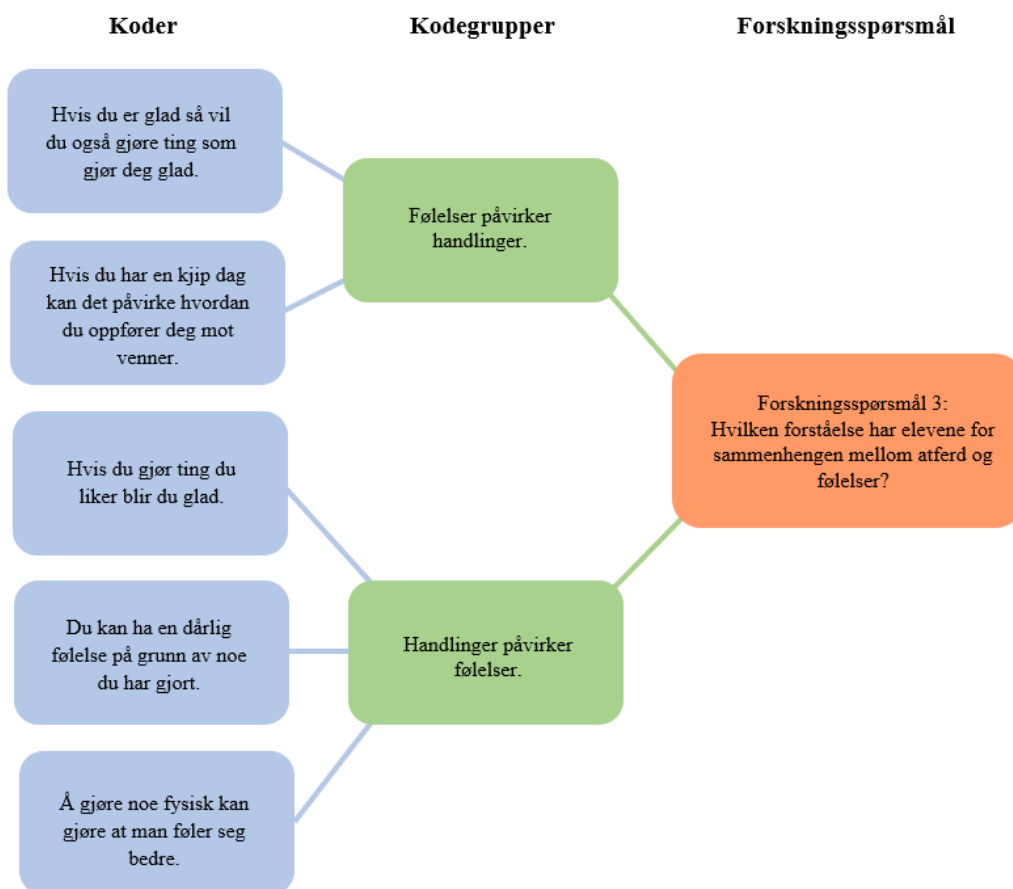 Koder
Kodegrupper
Forskningsspørsmål
Hvis du er glad så vil
du også gjøre ting som
gjør deg glad.
Hvis du har en kjip dag
kan det påvirke hvordan
du oppfører deg mot
venner.
Hvis du gjør ting du
liker blir du glad.
Du kan ha en dårlig
følelse på grunn av noe
du har gjort.
Å gjøre noe fysisk kan
gjøre at man føler seg
bedre.
Følelser påvirker
handlinger.
Handlinger påvirker
følelser.
Forskningsspørsmål 3:
Hvilken forståelse har elevene for
sammenhengen mellom atferd og
følelser?